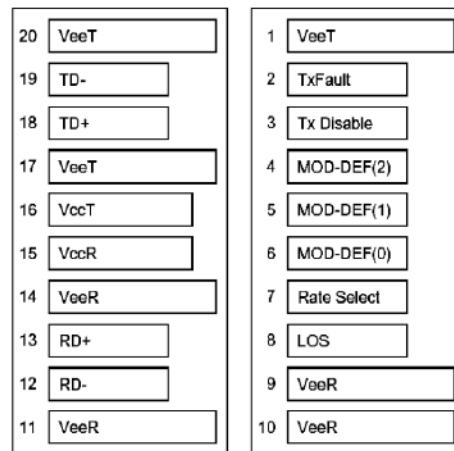 20 VeeT
19 TD-
18 TD+
17 VeeT
16 VccT
15 VccR
14 VeeR
13 RD+
12 RD-
11 VeeR
1 VeeT
2 TxFault
3 Tx Disable
4 MOD-DEF(2)
5 MOD-DEF(1)
6 MOD-DEF(0)
7 Rate Select
8 LOS
9 VeeR
10 VeeR